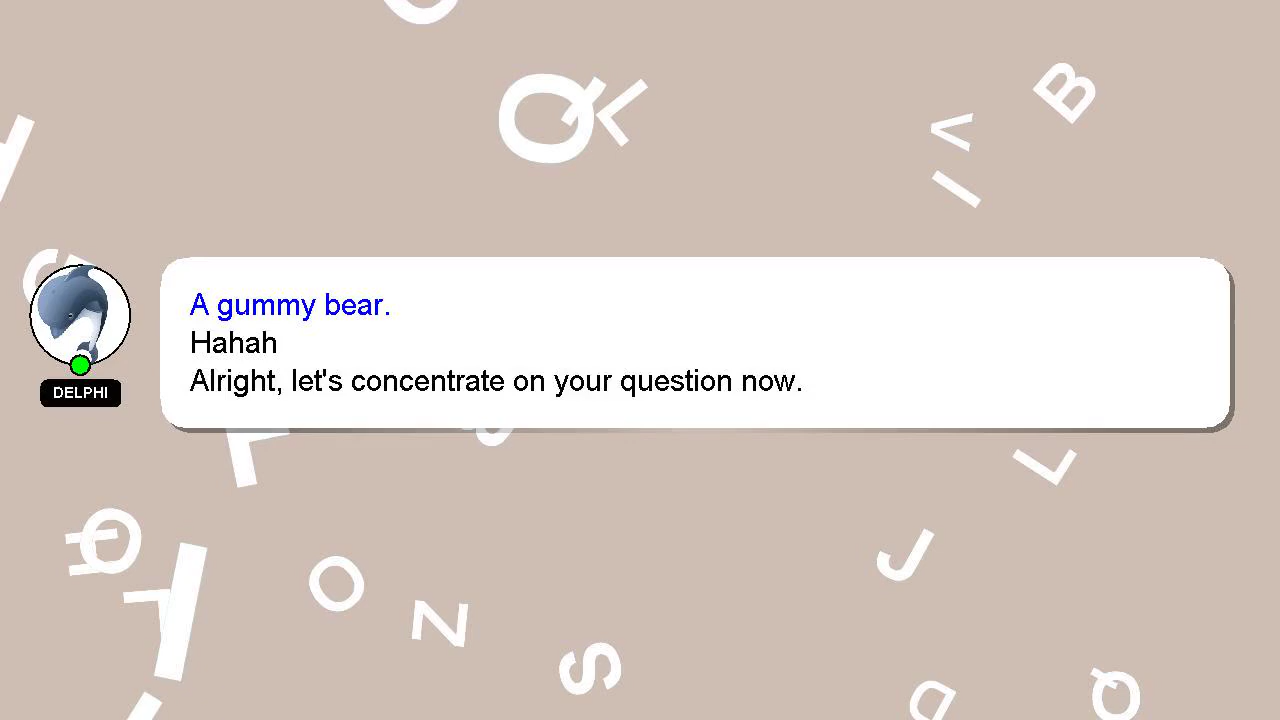 A gummy bear.
Hahah
Alright, let's concentrate on your question now.
DELPHI